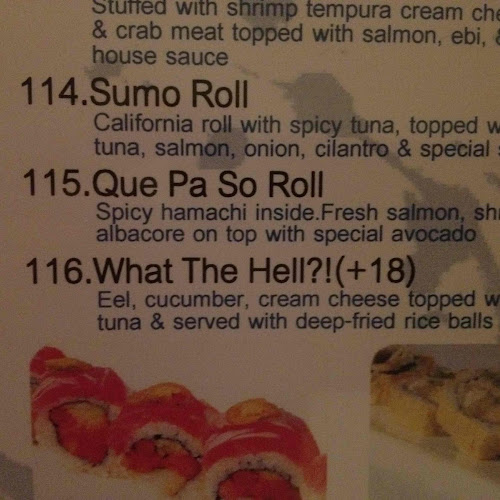 Stuffed with shrimp tempura cream
& crab meat topped with salmon, ebi,
house sauce
114.Sumo Roll
California roll with spicy tuna, topped
tuna, salmon, onion, cilantro & special
115.Que Pa So Roll
Spicy hamachi inside.Fresh salmon,
albacore on top with special avocado
116.What The Hell?!(+18)
Eel, cucumber, cream cheese topped
tuna & served with deep-fried rice balls